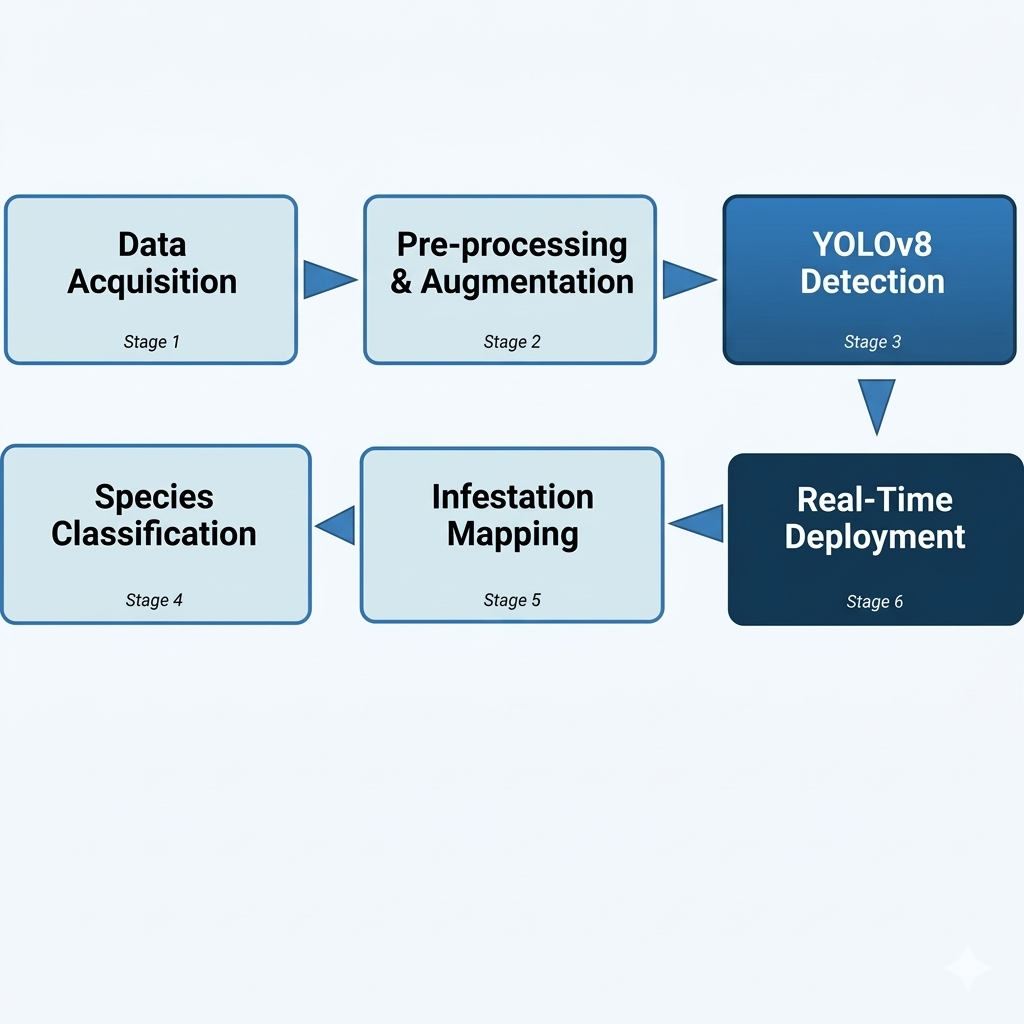 Data
Acquisition
Stage 1
Pre-processing
& Augmentation
Stage 2
YOLOv8
Detection
Stage 3
Species
Classification
Stage 4
Infestation
Mapping
Stage 5
Real-Time
Deployment
Stage 6